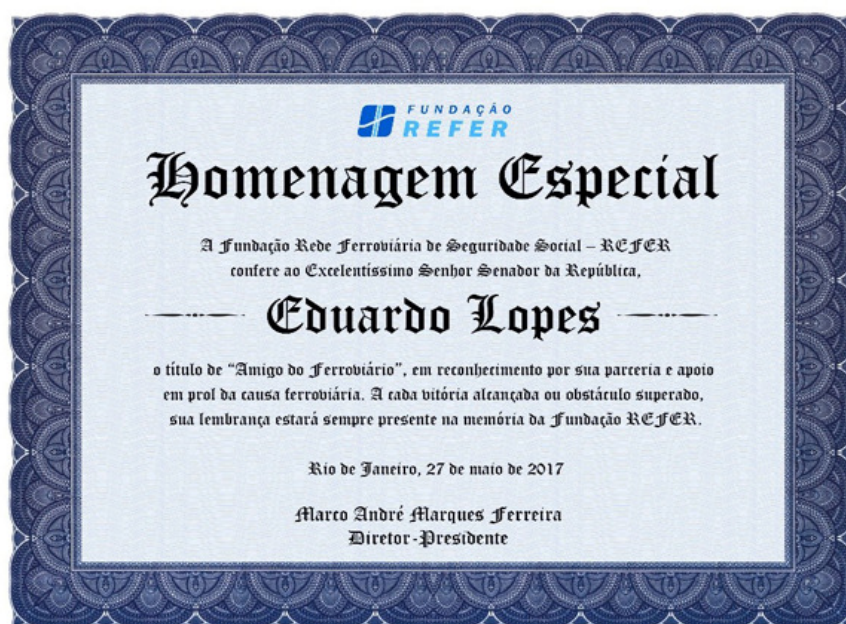 FUNDAÇÃO
REFER
Homenagem Especial
A Fundação Rede Ferroviária de Seguridade Social – REFER
confere ao Excelentíssimo Senhor Senador da República,
Eduardo Lopes
o título de “Amigo do Ferroviário”, em reconhecimento por sua parceria e apoio
em prol da causa ferroviária. A cada vitória alcançada ou obstáculo superado,
sua lembrança estará sempre presente na memória da Fundação REFER.
Rio de Janeiro, 27 de maio de 2017
Marco André Marques Ferreira
Diretor-Presidente